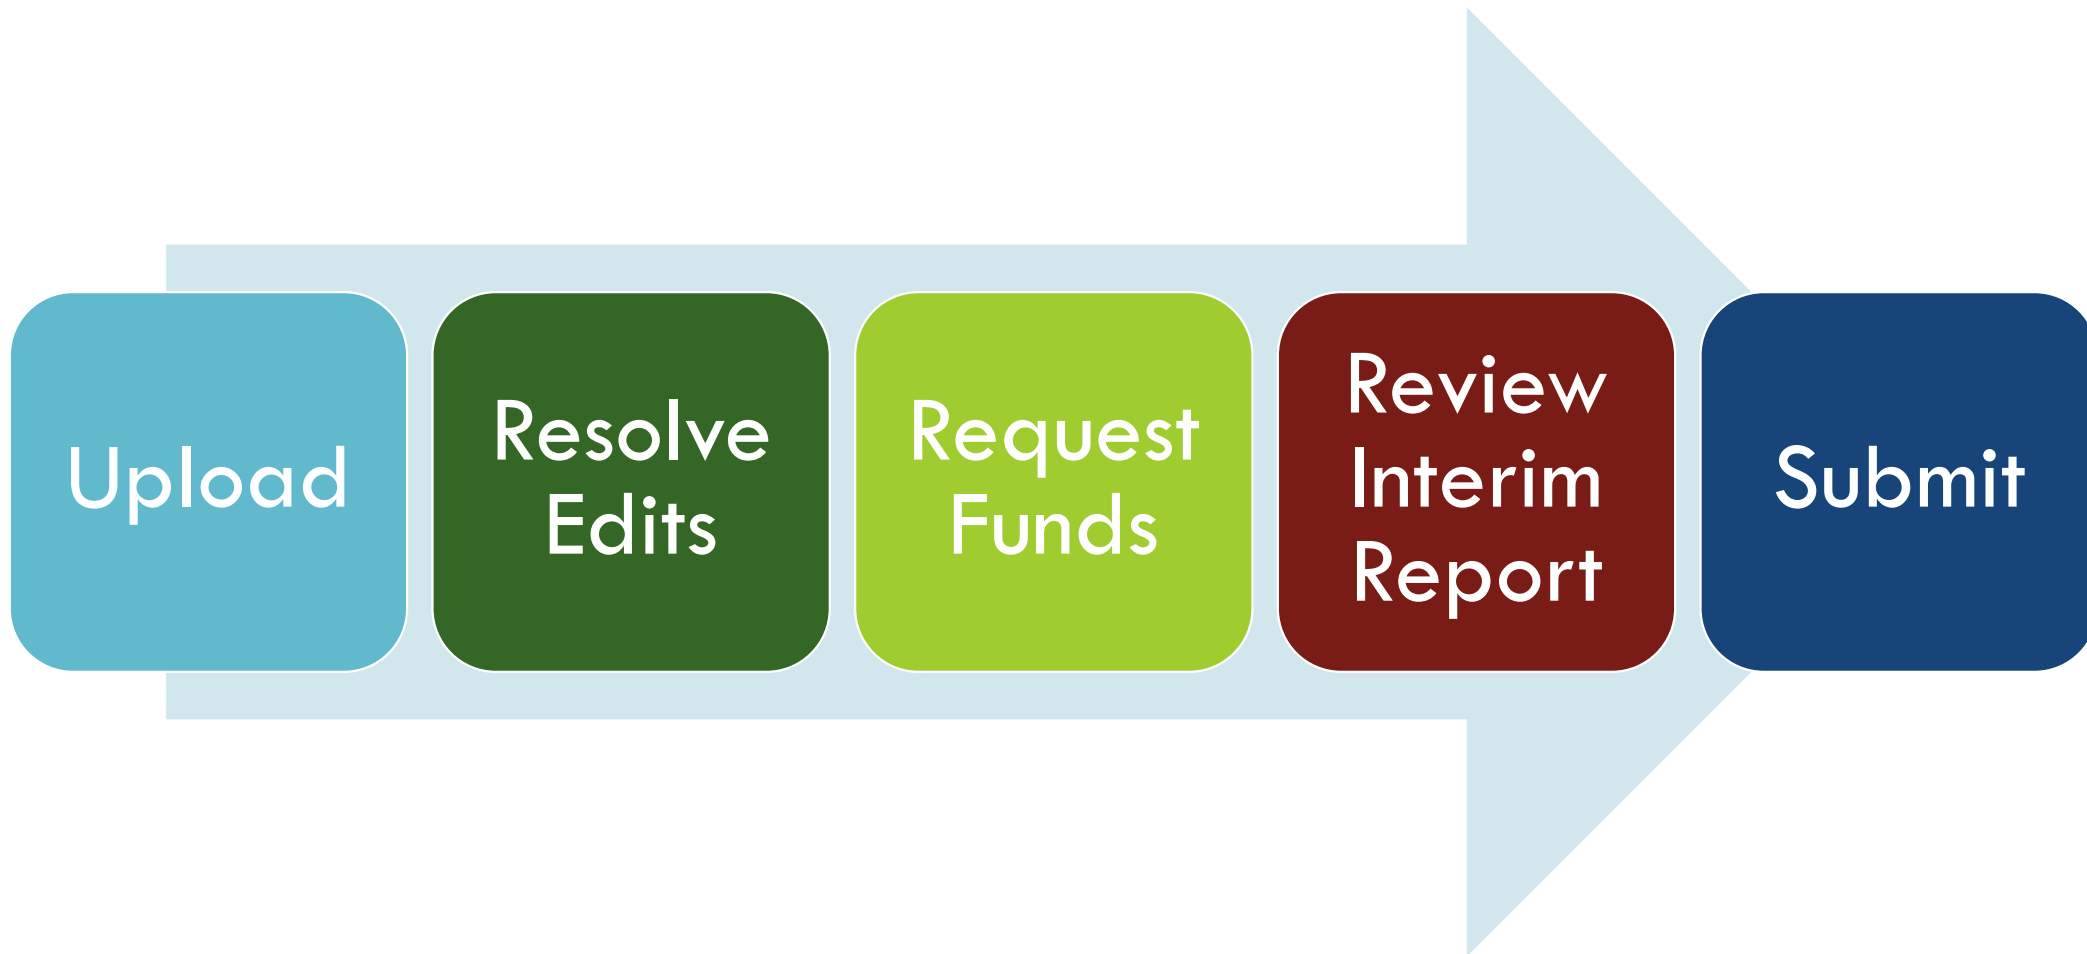 Upload
Resolve
Edits
Request
Funds
Review
Interim
Report
Submit